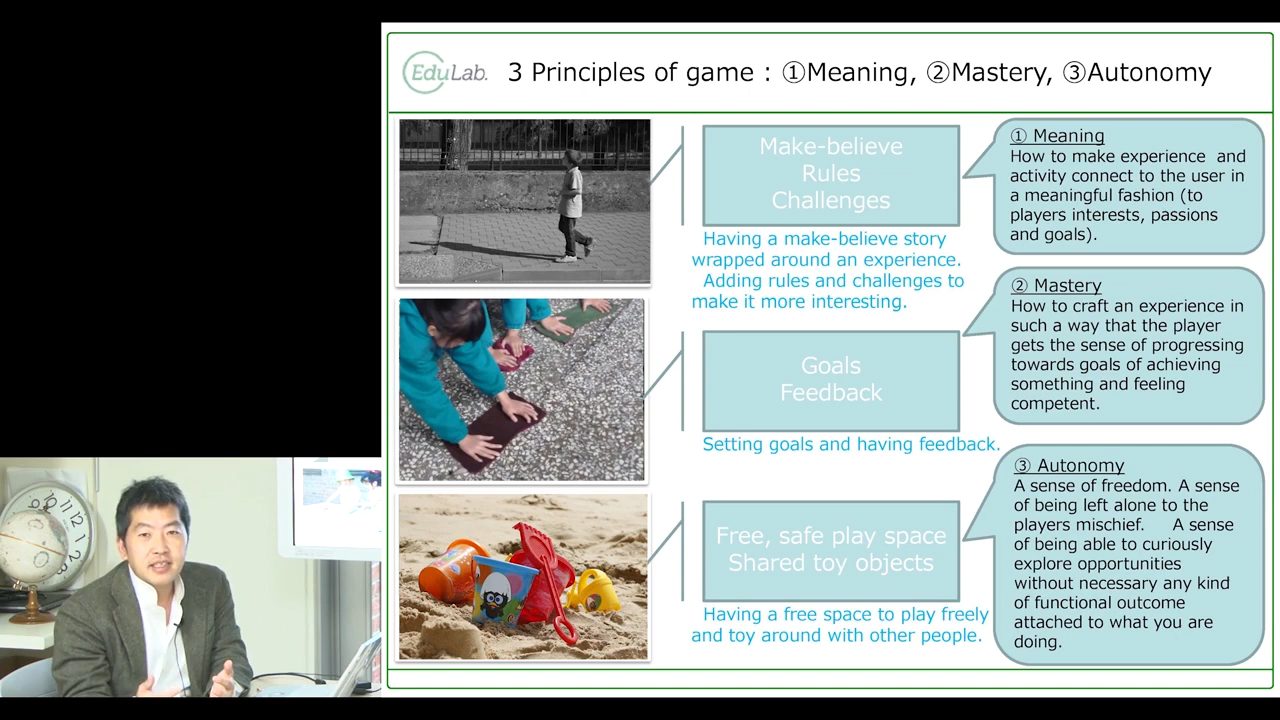 EduLab.
3 Principles of game : ①Meaning, ②Mastery, ③Autonomy
Make-believe
Rules
Challenges
Having a make-believe story
wrapped around an experience.
Adding rules and challenges to
make it more interesting.
① Meaning
How to make experience and
activity connect to the user in
a meaningful fashion (to
players interests, passions
and goals).
Goals
Feedback
Setting goals and having feedback.
② Mastery
How to craft an experience in
such a way that the player
gets the sense of progressing
towards goals of achieving
something and feeling
competent.
Free, safe play space
Shared toy objects
Having a free space to play freely
and toy around with other people.
③ Autonomy
A sense of freedom. A sense
of being left alone to the
players mischief. A sense
of being able to curiously
explore opportunities
without necessary any kind
of functional outcome
attached to what you are
doing.
9 10 11 12 1 2